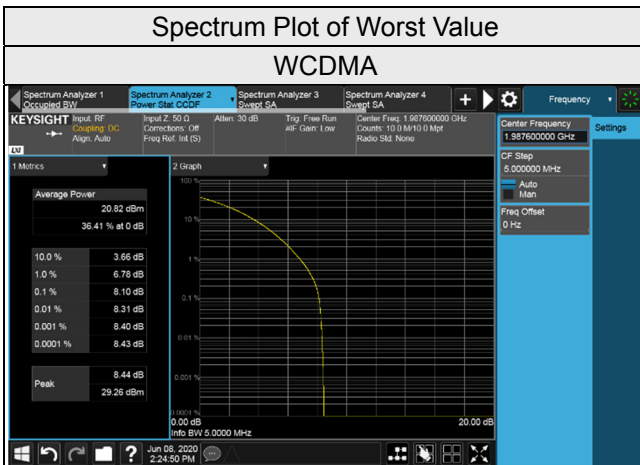 Spectrum Plot of Worst Value
WCDMA
Spectrum Analyzer 1
Occupied BW
Spectrum Analyzer 2
Power Stat CCDF
Spectrum Analyzer 3
Swept SA
Spectrum Analyzer 4
Swept SA
+
Frequency
KEYSIGHT
Input: RF
Coupling: DC
Align: Auto
Input Z: 50 Ω
Corrections: Off
Freq Ref: Int (S)
Atten: 30 dB
Trig: Free Run
#IF Gain: Low
Center Freq: 1.987600000 GHz
Counts: 10.0 M/10.0 Mpt
Radio Std: None
LXI
Center Frequency
1.987600000 GHz
Settings
CF Step
5.000000 MHz
Auto
Man
Freq Offset
0 Hz
1 Metrics
2 Graph
Average Power
20.82 dBm
36.41 % at 0 dB
10.0 % 3.66 dB
1.0 % 6.78 dB
0.1 % 8.10 dB
0.01 % 8.31 dB
0.001 % 8.40 dB
0.0001 % 8.43 dB
Peak
8.44 dB
29.26 dBm
100 %
10 %
1 %
0.1 %
0.01 %
0.001 %
0.0001 %
0.00 dB
20.00 dB
Info BW 5.0000 MHz
?
Jun 08, 2020
2:24:50 PM